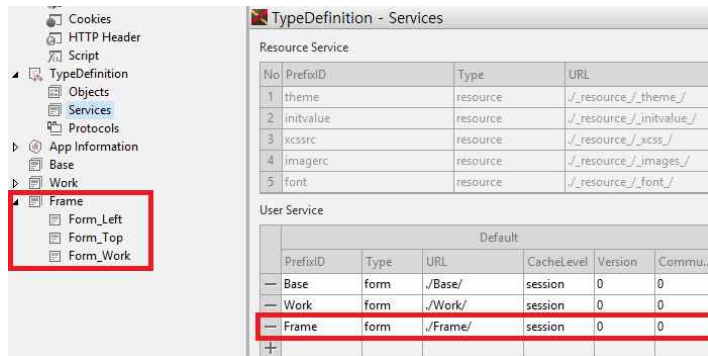 Cookies
HTTP Header
Script
TypeDefinition
Objects
Services
Protocols
App Information
Base
Work
Frame
Form_Left
Form_Top
Form_Work
TypeDefinition - Services
Resource Service
No PrefixID Type URL
1 theme resource ./_resource_/_theme_/
2 initvalue resource ./_resource_/_initvalue_/
3 xcssrc resource ./_resource_/_xcss_/
4 imagerc resource ./_resource_/_images_/
5 font resource ./_resource_/_font_/
User Service
Default
PrefixID Type URL CacheLevel Version Commu...
Base form ./Base/ session 0 0
Work form ./Work/ session 0 0
Frame form ./Frame/ session 0 0